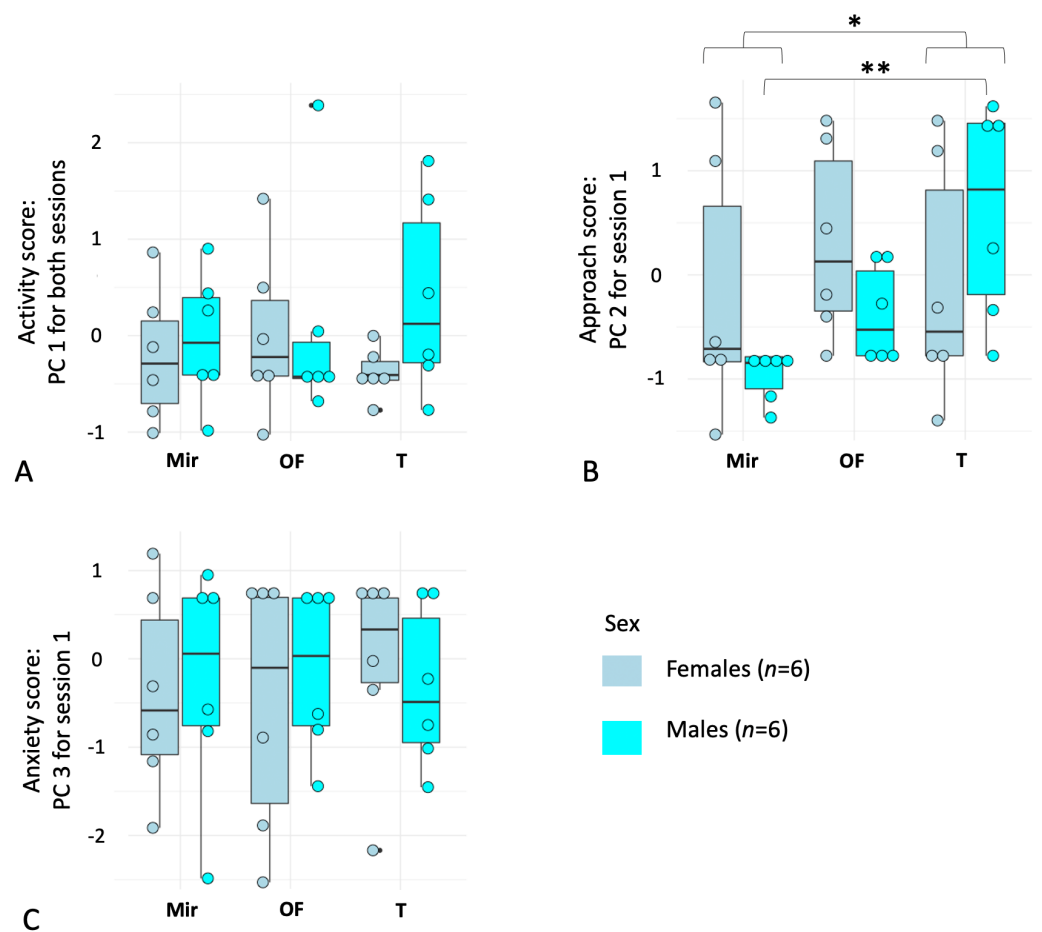 *
**
Activity score:
PC 1 for both sessions
2
1
0
-1
Mir OF T
A
Approach score:
PC 2 for session 1
1
0
-1
Mir OF T
B
Anxiety score:
PC 3 for session 1
1
0
-1
-2
Mir OF T
C
Sex
Females (n=6)
Males (n=6)